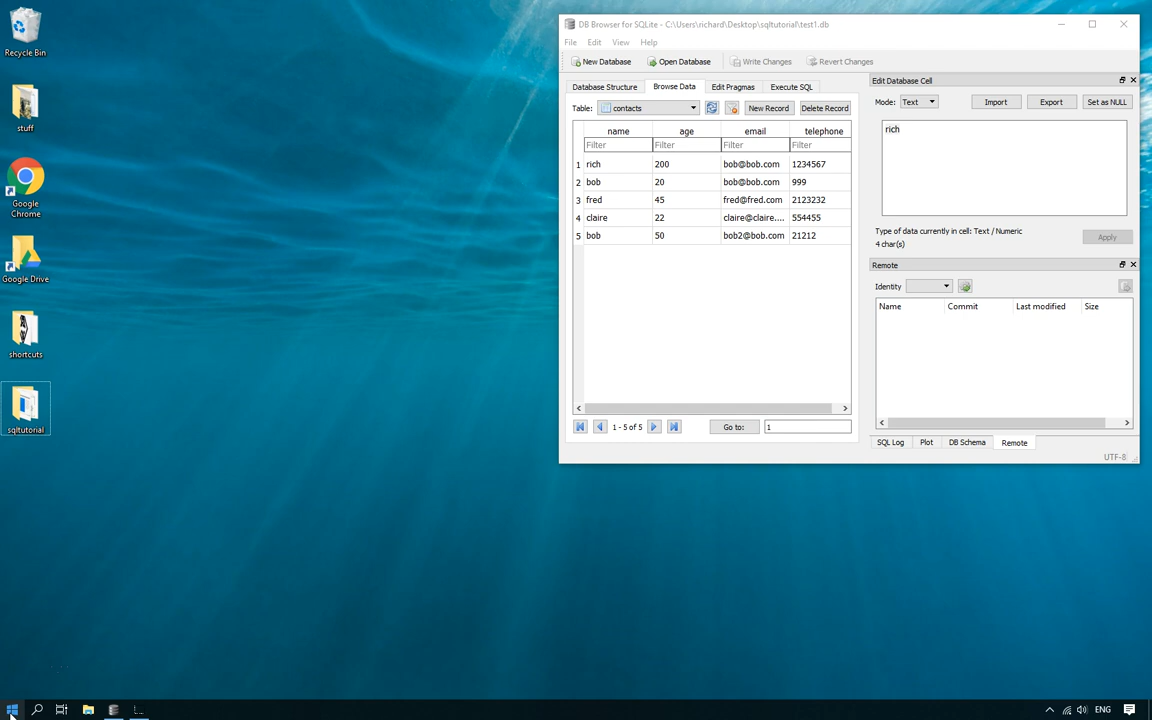 Recycle Bin
stuff
Google
Chrome
Google Drive
shortcuts
sqltutorial
DB Browser for SQLite - C:\Users\richard\Desktop\sqltutorial\test1.db
File Edit View Help
New Database Open Database Write Changes Revert Changes
Database Structure Browse Data Edit Pragmas Execute SQL
Table: contacts New Record Delete Record
name age email telephone
Filter Filter Filter Filter
1 rich 200 bob@bob.com 1234567
2 bob 20 bob@bob.com 999
3 fred 45 fred@fred.com 2123232
4 claire 22 claire@claire.... 554455
5 bob 50 bob2@bob.com 21212
1 - 5 of 5 Go to: 1
Edit Database Cell
Mode: Text Import Export Set as NULL
rich
Type of data currently in cell: Text / Numeric
4 char(s)
Apply
Remote
Identity
Name Commit Last modified Size
SQL Log Plot DB Schema Remote
UTF-8
ENG